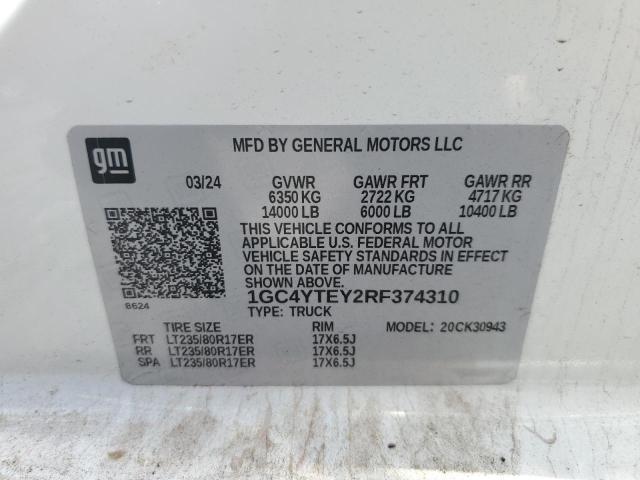 gm
MFD BY GENERAL MOTORS LLC
03/24 GVWR GAWR FRT GAWR RR
6350 KG 2722 KG 4717 KG
14000 LB 6000 LB 10400 LB
THIS VEHICLE CONFORMS TO ALL
APPLICABLE U.S. FEDERAL MOTOR
VEHICLE SAFETY STANDARDS IN EFFECT
ON THE DATE OF MANUFACTURE
SHOWN ABOVE.
1GC4YTEY2RF374310
8624
TYPE: TRUCK
TIRE SIZE RIM MODEL: 20CK30943
FRT LT235/80R17ER 17X6.5J
RR LT235/80R17ER 17X6.5J
SPA LT235/80R17ER 17X6.5J